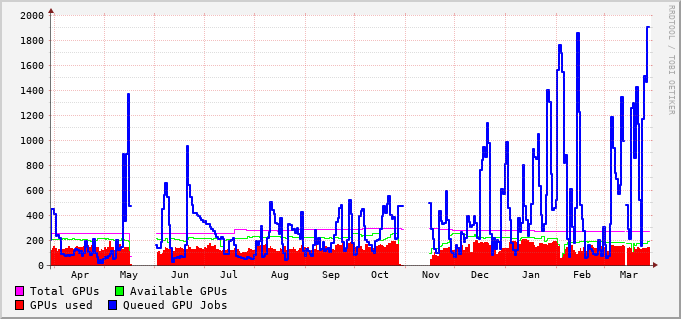 2000
1800
1600
1400
1200
1000
800
600
400
200
0
Apr May Jun Jul Aug Sep Oct Nov Dec Jan Feb Mar
Total GPUs Available GPUs
GPUs used Queued GPU Jobs
RRDTOOL / TOBI OETIKER